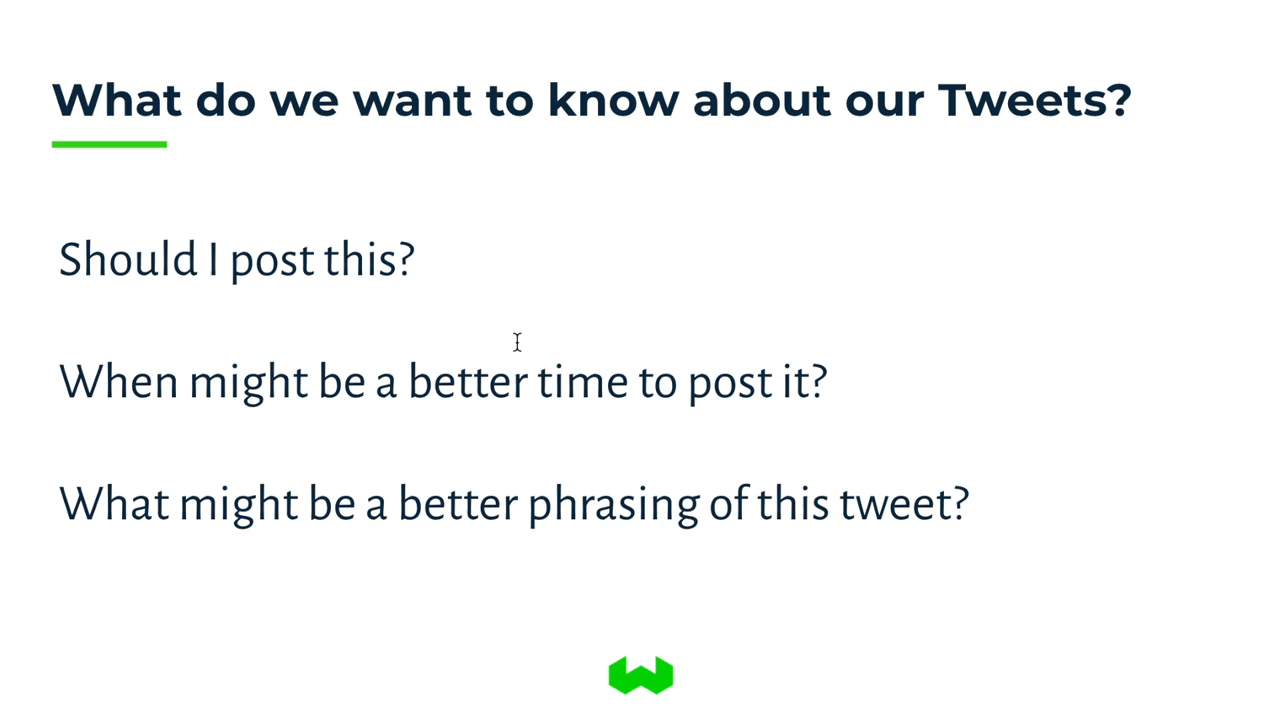 What do we want to know about our Tweets?
Should I post this?
When might be a better time to post it?
What might be a better phrasing of this tweet?